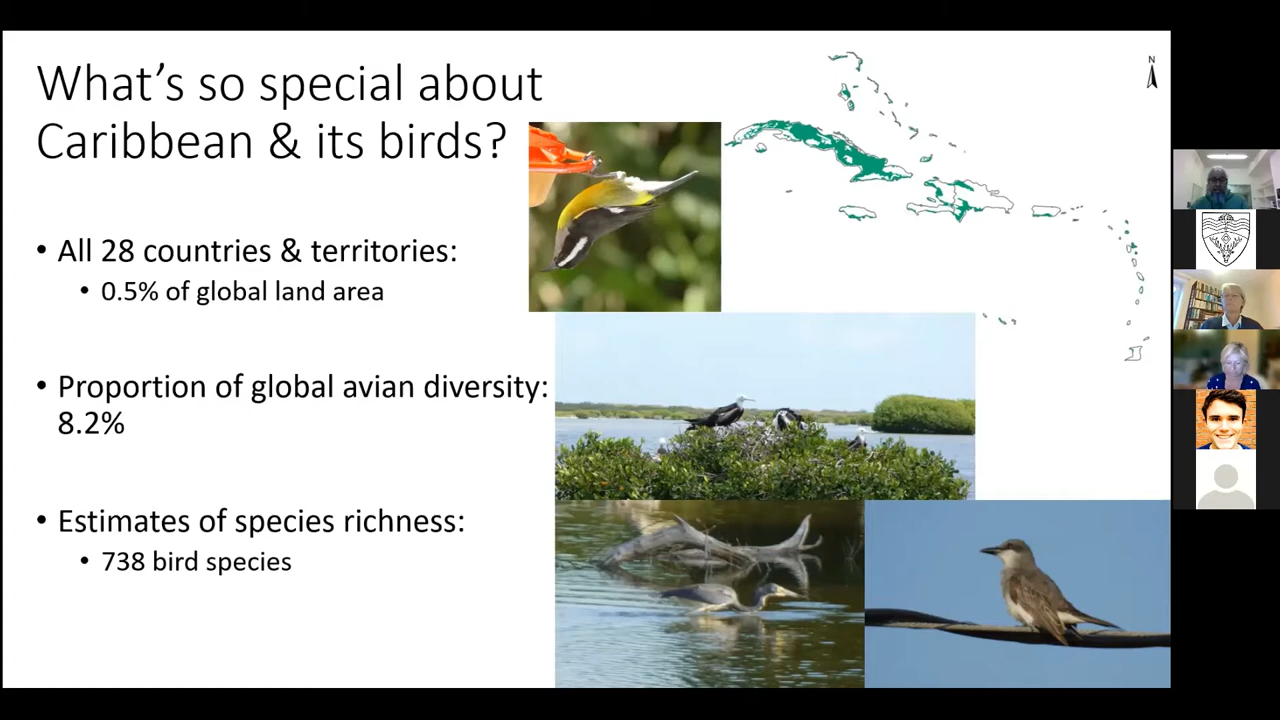 What's so special about
Caribbean & its birds?
• All 28 countries & territories:
• 0.5% of global land area
• Proportion of global avian diversity:
8.2%
• Estimates of species richness:
• 738 bird species
N